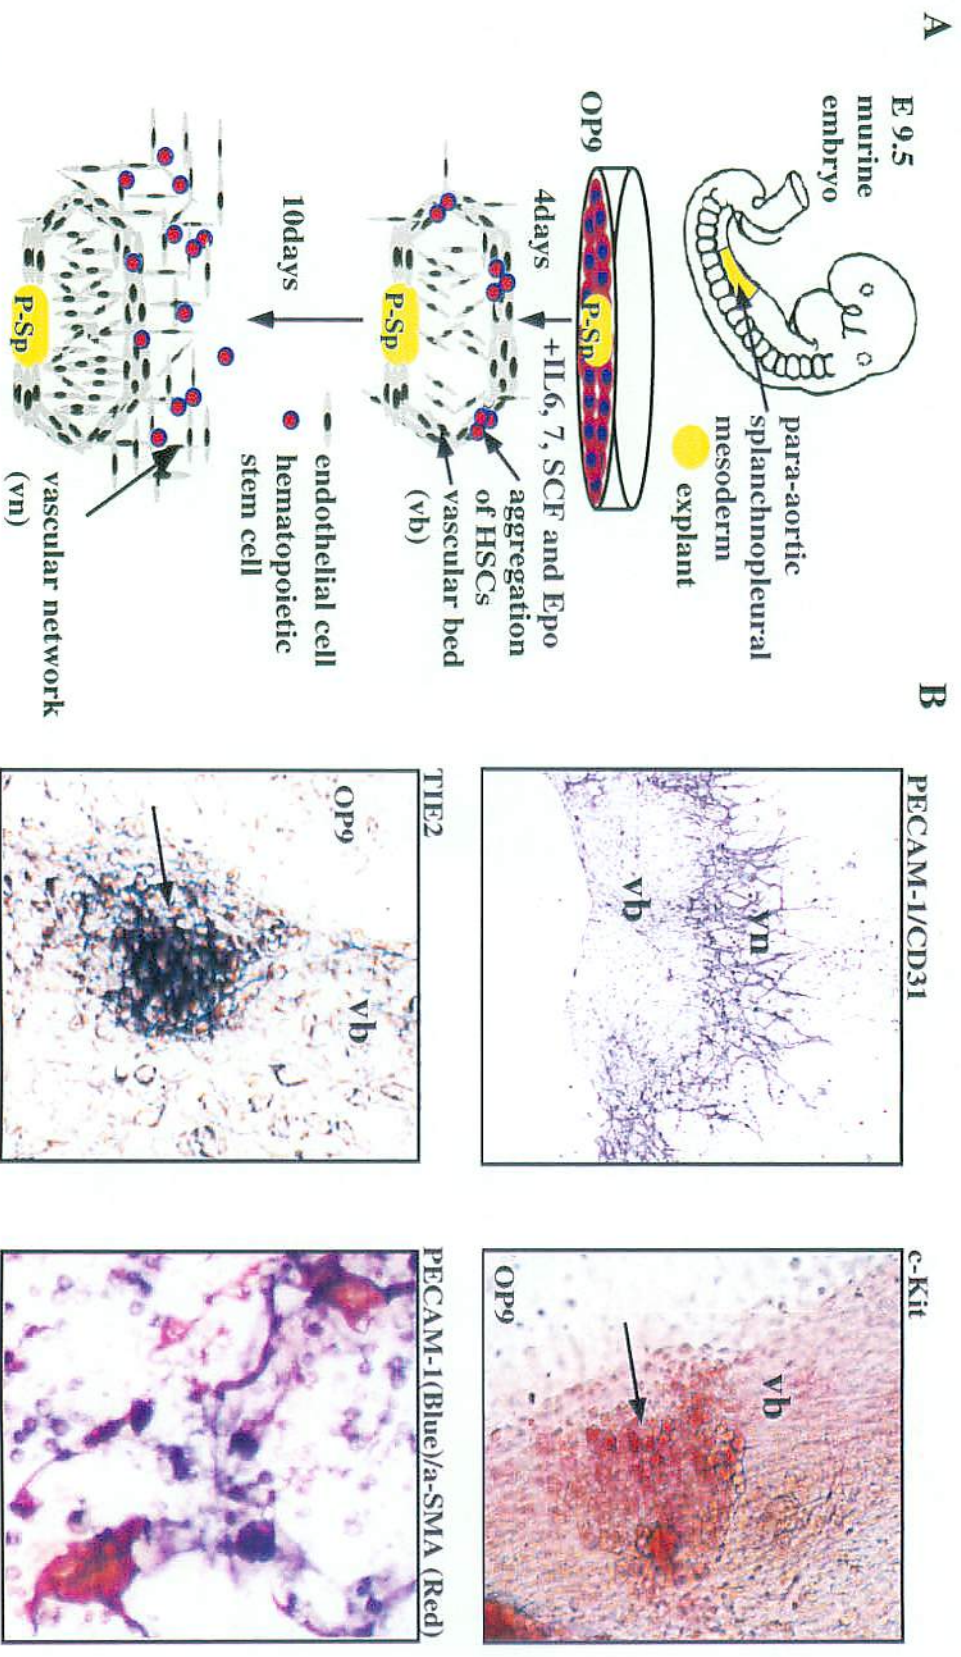 A
E 9.5
murine
embryo
para-aortic
splanchnopleural
mesoderm
explant
OP9
P-Sp
4days
+IL6, 7, SCF and Epo
aggregation
of HSCs
vascular bed
(vb)
P-Sp
10days
endothelial cell
hematopoietic
stem cell
vascular network
(vn)
P-Sp
B
PECAM-1/CD31
vn
vb
c-Kit
vb
OP9
TIE2
OP9
vb
PECAM-1(Blue)/a-SMA (Red)